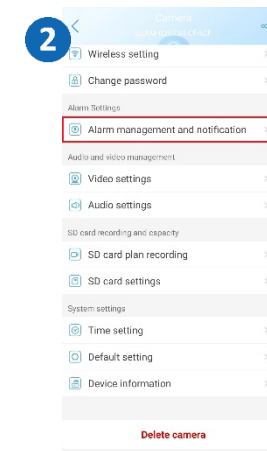 2
Camera
Wireless setting
Change password
Alarm Settings
Alarm management and notification
Audio and video management
Video settings
Audio settings
SD card recording and capacity
SD card plan recording
SD card settings
System settings
Time setting
Default setting
Device information
Delete camera